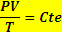 PV/T = Cte